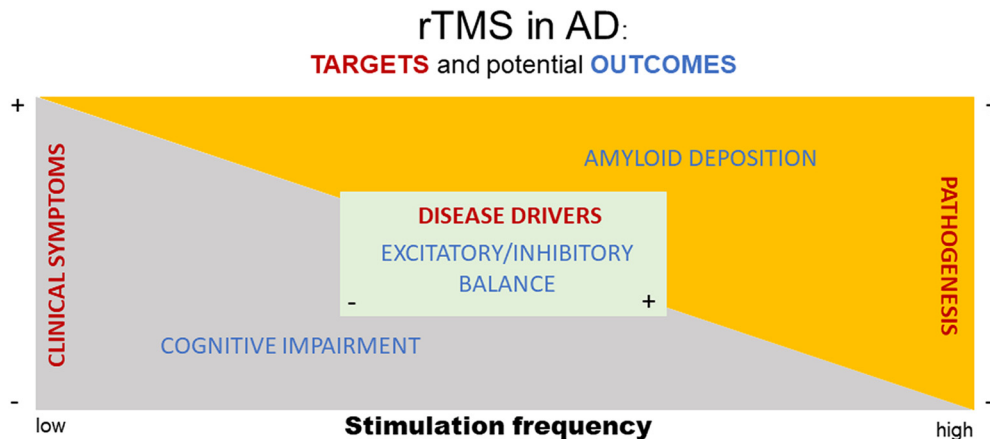 rTMS in AD:
TARGETS and potential OUTCOMES
+
-
CLINICAL SYMPTOMS
AMYLOID DEPOSITION
PATHOGENESIS
DISEASE DRIVERS
EXCITATORY/INHIBITORY
BALANCE
- +
COGNITIVE IMPAIRMENT
-
-
low
Stimulation frequency
high